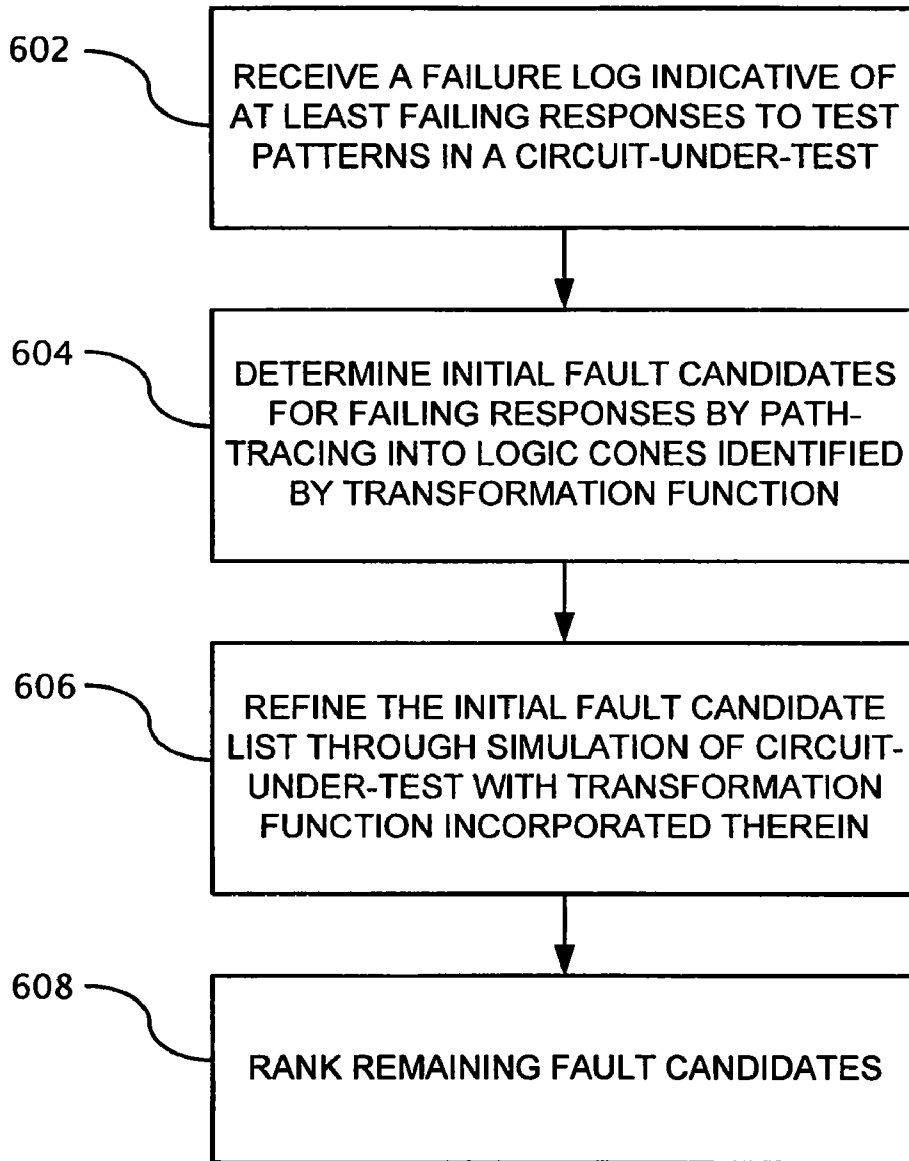 602
RECEIVE A FAILURE LOG INDICATIVE OF
AT LEAST FAILING RESPONSES TO TEST
PATTERNS IN A CIRCUIT-UNDER-TEST
604
DETERMINE INITIAL FAULT CANDIDATES
FOR FAILING RESPONSES BY PATH-
TRACING INTO LOGIC CONES IDENTIFIED
BY TRANSFORMATION FUNCTION
606
REFINE THE INITIAL FAULT CANDIDATE
LIST THROUGH SIMULATION OF CIRCUIT-
UNDER-TEST WITH TRANSFORMATION
FUNCTION INCORPORATED THEREIN
608
RANK REMAINING FAULT CANDIDATES